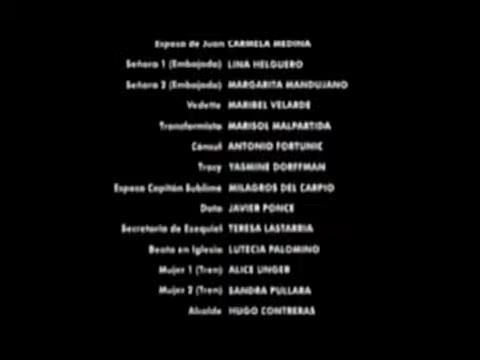 Esposa de Juan CARMELA MEDINA
Señora 1 (Embajada) LINA HELGUERO
Señora 2 (Embajada) MARGARITA MANDUJANO
Vedette MARIBEL VELARDE
Transformista MARISOL MALPARTIDA
Cónsul ANTONIO FORTUNIC
Tracy YASMINE DORFFMAN
Esposa Capitán Sublime MILAGROS DEL CARPIO
Dato JAVIER PONCE
Secretaria de Ezequiel TERESA LASTARRIA
Beata en Iglesia LUTECIA PALOMINO
Mujer 1 (Tren) ALICE UNGER
Mujer 2 (Tren) SANDRA PULLARA
Alcalde HUGO CONTRERAS